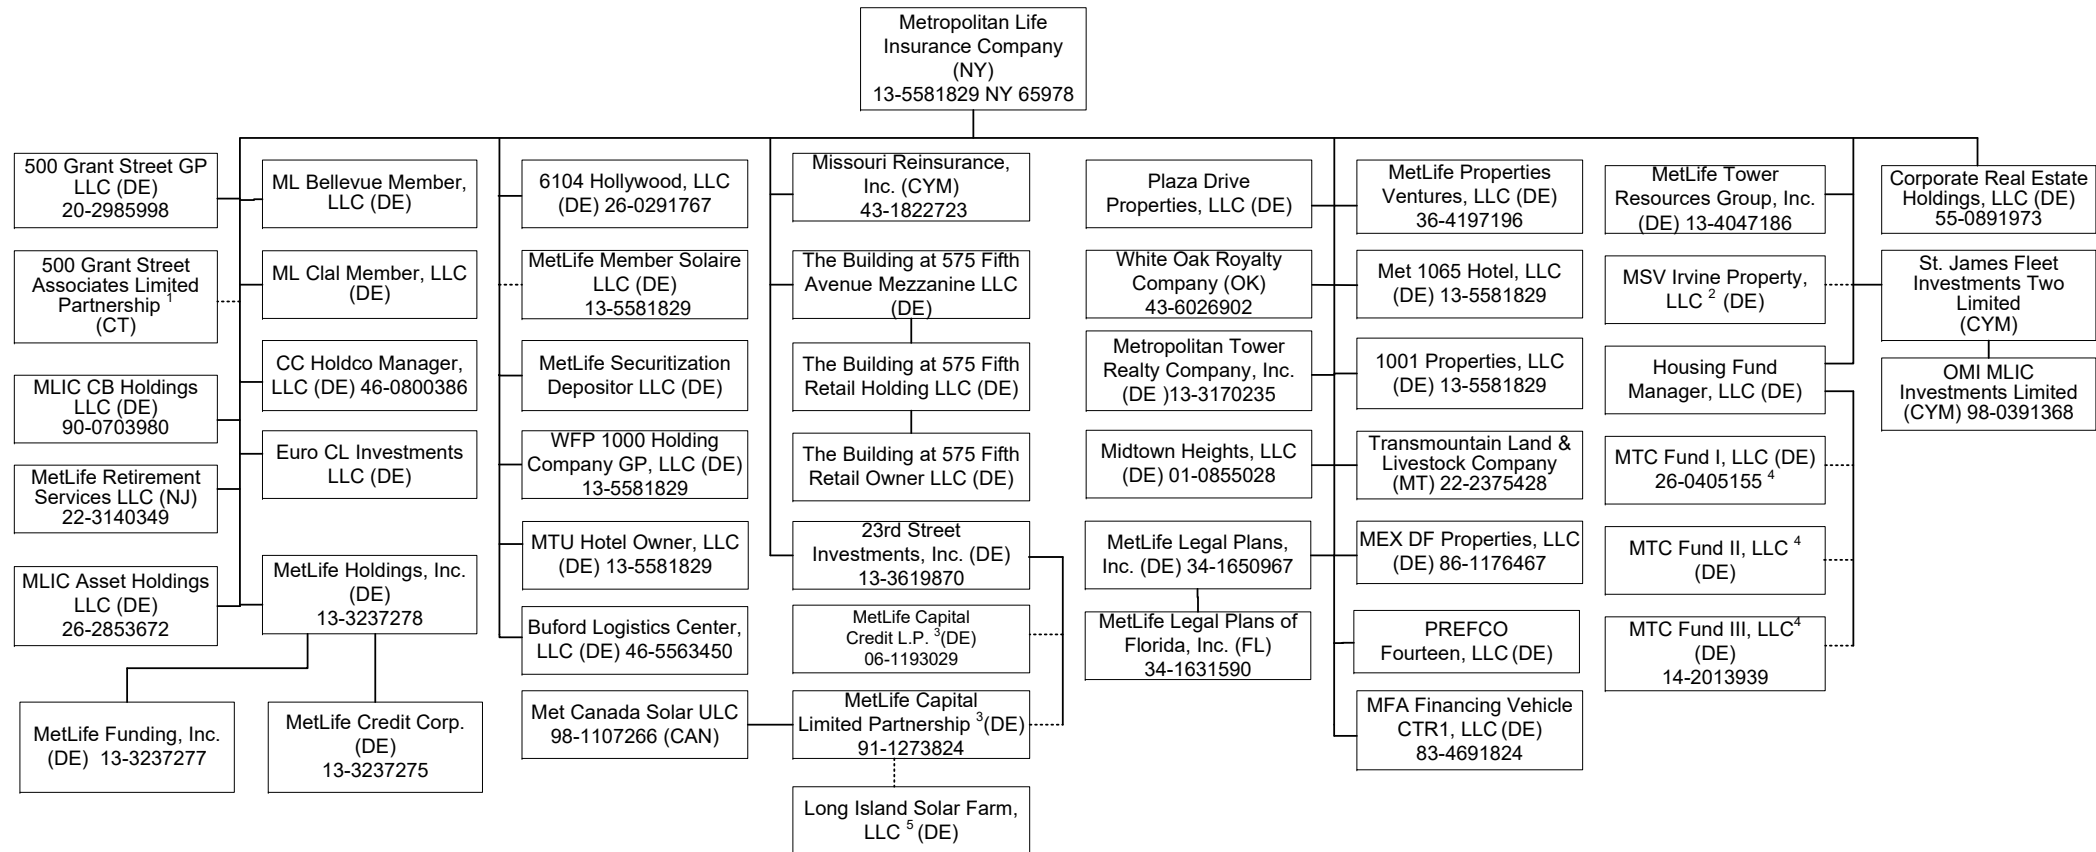 Metropolitan Life
Insurance Company
(NY)
13-5581829 NY 65978
500 Grant Street GP
LLC (DE)
20-2985998
500 Grant Street
Associates Limited
Partnership 1
(CT)
MLIC CB Holdings
LLC (DE)
90-0703980
MetLife Retirement
Services LLC (NJ)
22-3140349
MLIC Asset Holdings
LLC (DE)
26-2853672
MetLife Funding, Inc.
(DE) 13-3237277
ML Bellevue Member,
LLC (DE)
ML Clal Member, LLC
(DE)
CC Holdco Manager,
LLC (DE) 46-0800386
Euro CL Investments
LLC (DE)
MetLife Holdings, Inc.
(DE)
13-3237278
MetLife Credit Corp.
(DE)
13-3237275
6104 Hollywood, LLC
(DE) 26-0291767
MetLife Member Solaire
LLC (DE)
13-5581829
MetLife Securitization
Depositor LLC (DE)
WFP 1000 Holding
Company GP, LLC (DE)
13-5581829
MTU Hotel Owner, LLC
(DE) 13-5581829
Buford Logistics Center,
LLC (DE) 46-5563450
Met Canada Solar ULC
98-1107266 (CAN)
Missouri Reinsurance,
Inc. (CYM)
43-1822723
The Building at 575 Fifth
Avenue Mezzanine LLC
(DE)
The Building at 575 Fifth
Retail Holding LLC (DE)
The Building at 575 Fifth
Retail Owner LLC (DE)
23rd Street
Investments, Inc. (DE)
13-3619870
MetLife Capital
Credit L.P. 3(DE)
06-1193029
MetLife Capital
Limited Partnership 3(DE)
91-1273824
Long Island Solar Farm,
LLC 5 (DE)
Plaza Drive
Properties, LLC (DE)
White Oak Royalty
Company (OK)
43-6026902
Metropolitan Tower
Realty Company, Inc.
(DE )13-3170235
Midtown Heights, LLC
(DE) 01-0855028
MetLife Legal Plans,
Inc. (DE) 34-1650967
MetLife Legal Plans of
Florida, Inc. (FL)
34-1631590
MetLife Properties
Ventures, LLC (DE)
36-4197196
Met 1065 Hotel, LLC
(DE) 13-5581829
1001 Properties, LLC
(DE) 13-5581829
Transmountain Land &
Livestock Company
(MT) 22-2375428
MEX DF Properties, LLC
(DE) 86-1176467
PREFCO
Fourteen, LLC (DE)
MFA Financing Vehicle
CTR1, LLC (DE)
83-4691824
MetLife Tower
Resources Group, Inc.
(DE) 13-4047186
MSV Irvine Property,
LLC 2 (DE)
Housing Fund
Manager, LLC (DE)
MTC Fund I, LLC (DE)
26-0405155 4
MTC Fund II, LLC 4
(DE)
MTC Fund III, LLC4
(DE)
14-2013939
Corporate Real Estate
Holdings, LLC (DE)
55-0891973
St. James Fleet
Investments Two
Limited
(CYM)
OMI MLIC
Investments Limited
(CYM) 98-0391368